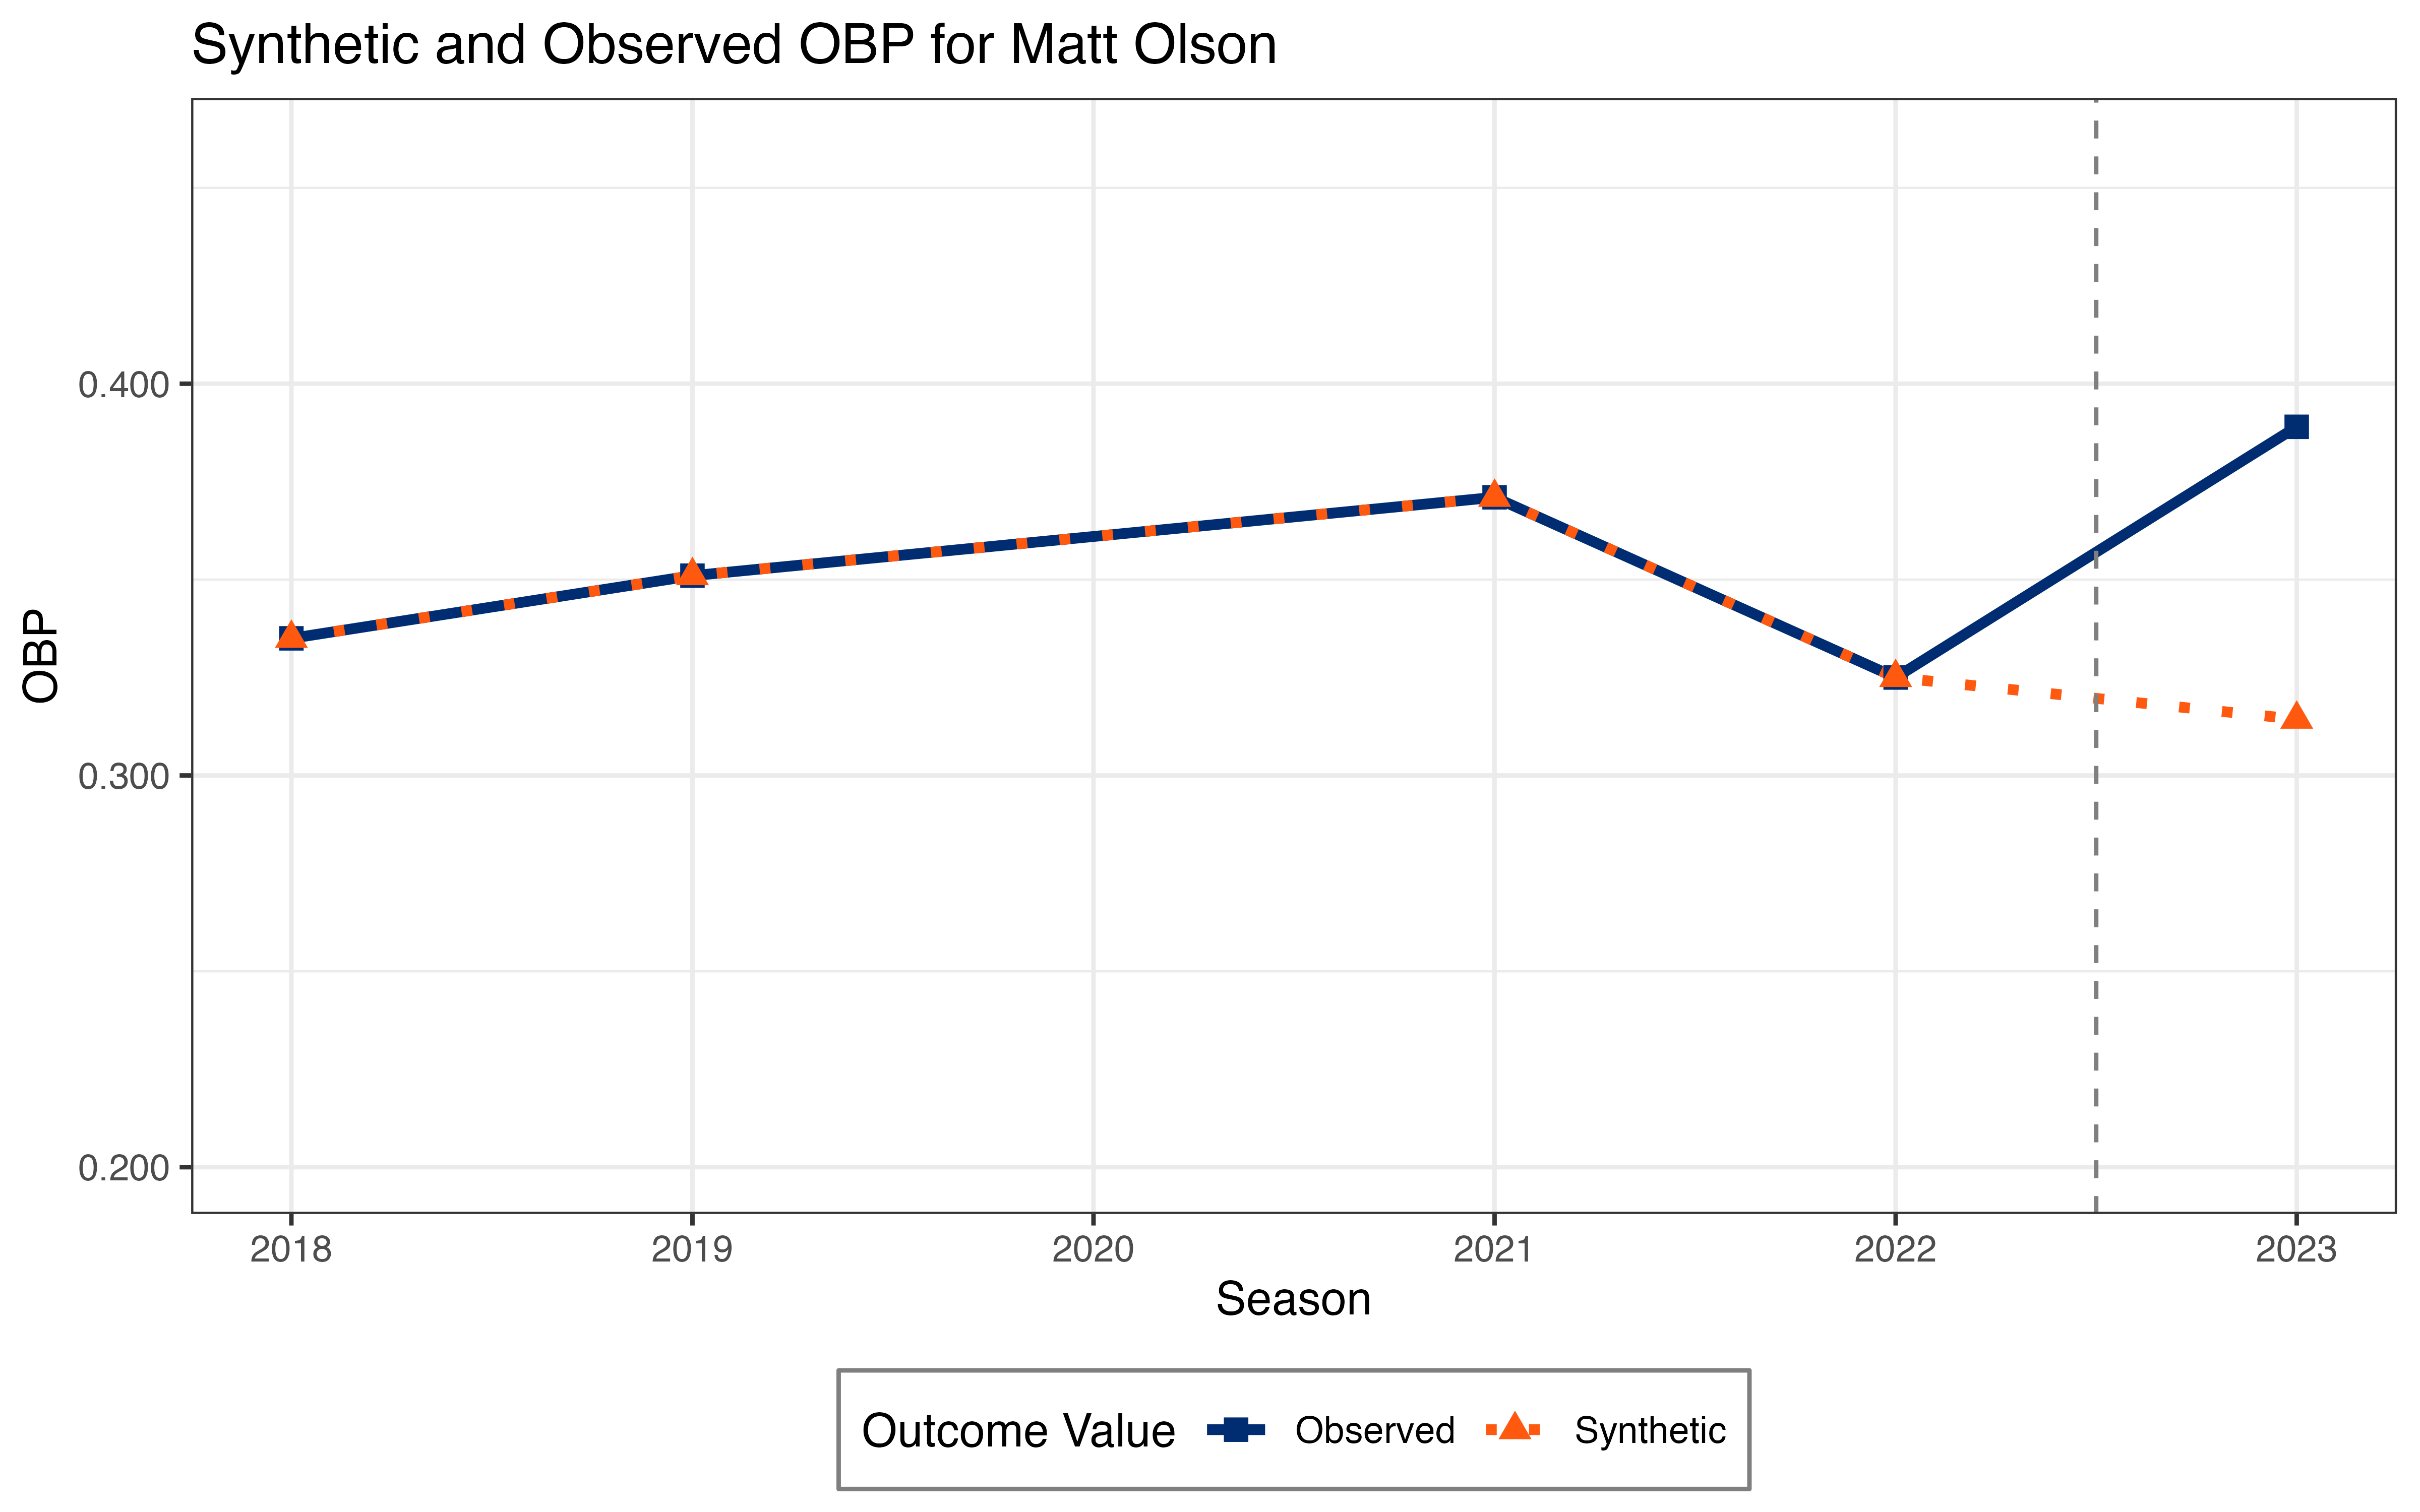 Synthetic and Observed OBP for Matt Olson
OBP
0.400
0.300
0.200
2018 2019 2020 2021 2022 2023
Season
Outcome Value Observed Synthetic